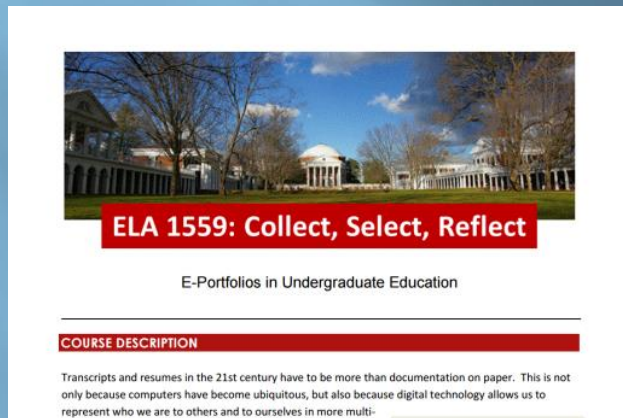 ELA 1559: Collect, Select, Reflect
E-Portfolios in Undergraduate Education
COURSE DESCRIPTION
Transcripts and resumes in the 21st century have to be more than documentation on paper.  This is not
only because computers have become ubiquitous, but also because digital technology allows us to
represent who we are to others and to ourselves in more multi-